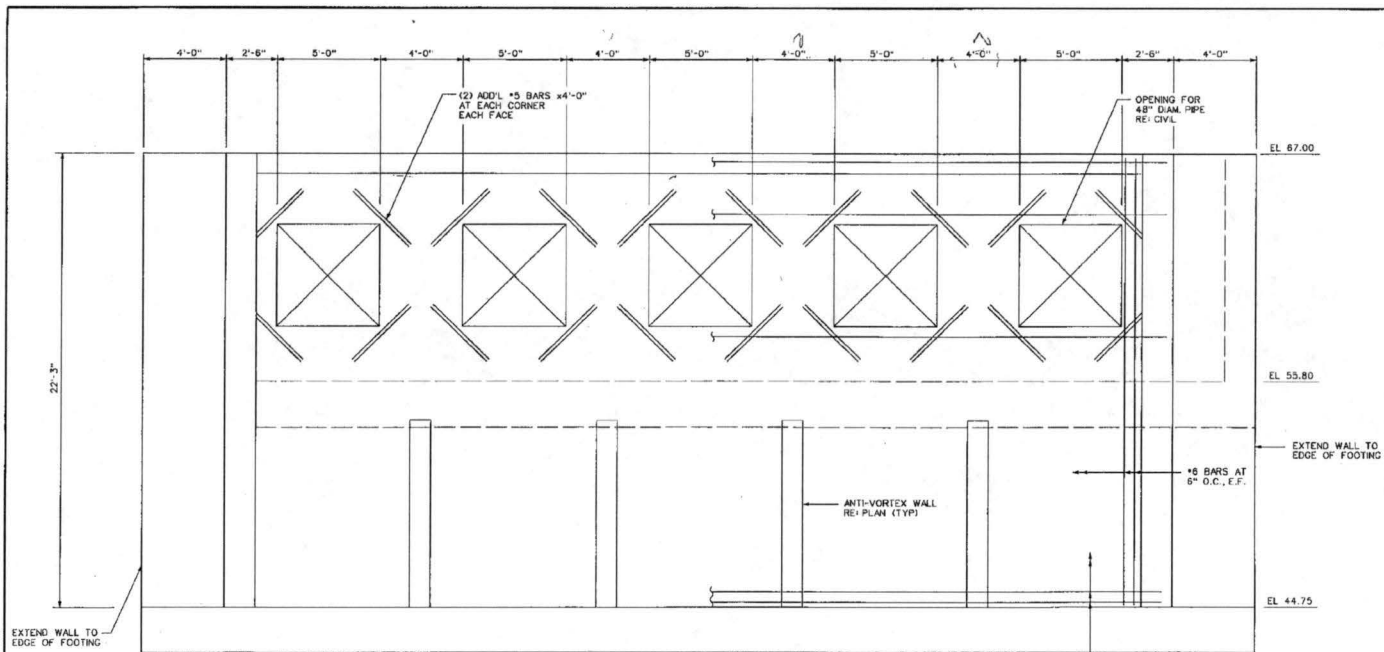 4'-0" 2'-6" 5'-0" 4'-0" 5'-0" 4'-0" 5'-0" 4'-0" 5'-0" 4'-0" 5'-0" 2'-6" 4'-0"
(2) ADD'L #5 BARS x4'-0"
AT EACH CORNER
EACH FACE
OPENING FOR
48" DIAM. PIPE
RE: CIVIL
EL 67.00
22'-3"
EL 55.80
EXTEND WALL TO
EDGE OF FOOTING
#6 BARS AT
6" O.C., E.F.
ANTI-VORTEX WALL
RE: PLAN (TYP)
EL 44.75
EXTEND WALL TO
EDGE OF FOOTING